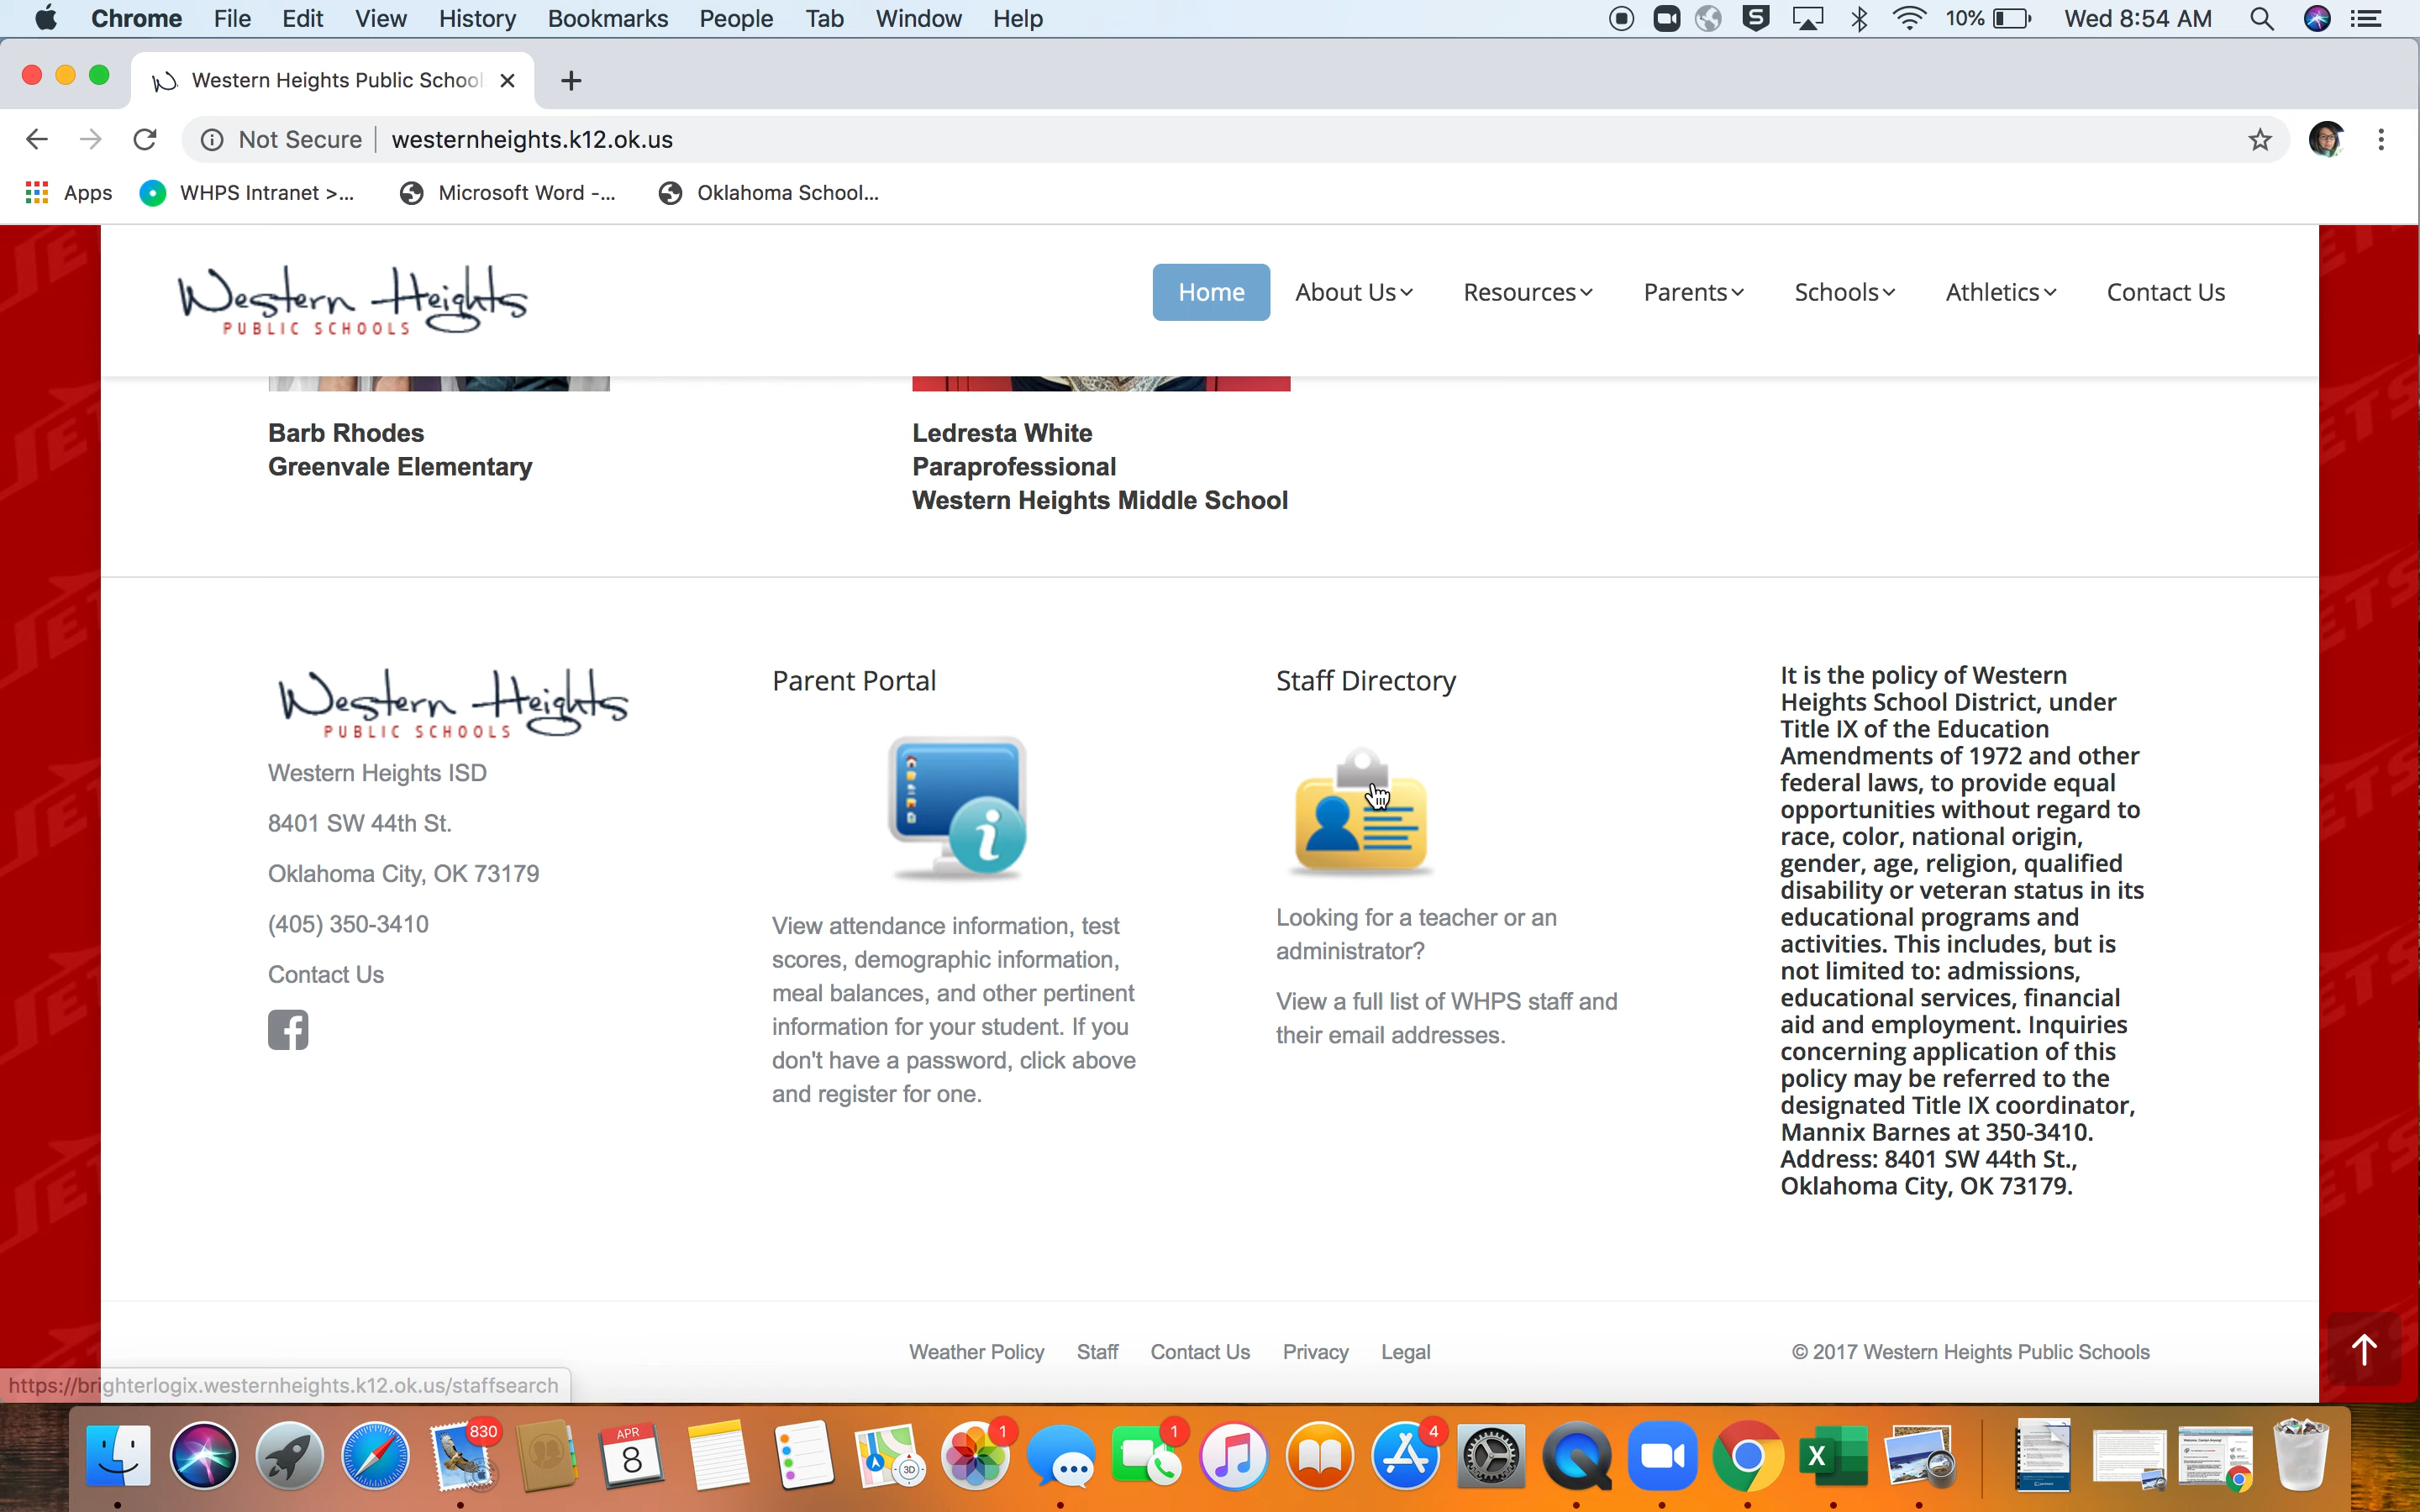 Chrome File Edit View History Bookmarks People Tab Window Help
10% Wed 8:54 AM
Western Heights Public School
Not Secure westernheights.k12.ok.us
Apps WHPS Intranet >... Microsoft Word -... Oklahoma School...
Western Heights
PUBLIC SCHOOLS
Home About Us Resources Parents Schools Athletics Contact Us
Barb Rhodes
Greenvale Elementary
Ledresta White
Paraprofessional
Western Heights Middle School
Western Heights
PUBLIC SCHOOLS
Western Heights ISD
8401 SW 44th St.
Oklahoma City, OK 73179
(405) 350-3410
Contact Us
Parent Portal
View attendance information, test
scores, demographic information,
meal balances, and other pertinent
information for your student. If you
don't have a password, click above
and register for one.
Staff Directory
Looking for a teacher or an
administrator?
View a full list of WHPS staff and
their email addresses.
It is the policy of Western
Heights School District, under
Title IX of the Education
Amendments of 1972 and other
federal laws, to provide equal
opportunities without regard to
race, color, national origin,
gender, age, religion, qualified
disability or veteran status in its
educational programs and
activities. This includes, but is
not limited to: admissions,
educational services, financial
aid and employment. Inquiries
concerning application of this
policy may be referred to the
designated Title IX coordinator,
Mannix Barnes at 350-3410.
Address: 8401 SW 44th St.,
Oklahoma City, OK 73179.
Weather Policy Staff Contact Us Privacy Legal
© 2017 Western Heights Public Schools
https://brighterlogix.westernheights.k12.ok.us/staffsearch
830
APR
8
3D
1
1
4
X
JETS